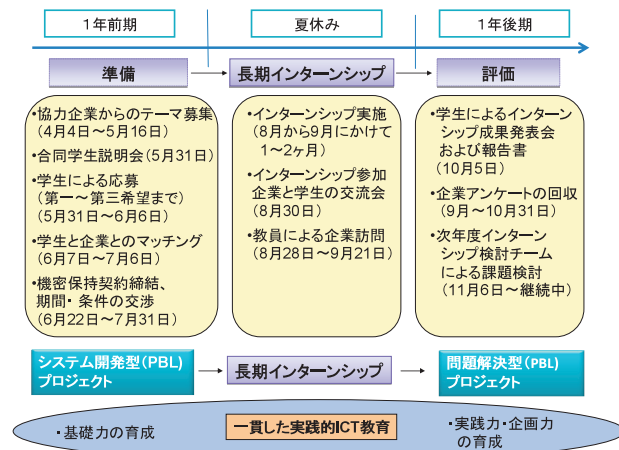 1年前期
夏休み
1年後期
準備
長期インターンシップ
評価
•協力企業からのテーマ募集
(4月4日～5月16日)
•合同学生説明会(5月31日)
•学生による応募
(第一～第三希望まで)
(5月31日～6月6日)
•学生と企業とのマッチング
(6月7日～7月6日)
•機密保持契約締結、
期間・条件の交渉
(6月22日～7月31日)
•インターンシップ実施
(8月から9月にかけて
1～2ヶ月)
•インターンシップ参加
企業と学生の交流会
(8月30日)
•教員による企業訪問
(8月28日～9月21日)
•学生によるインターン
シップ成果発表会
および報告書
(10月5日)
•企業アンケートの回収
(9月～10月31日)
•次年度インターン
シップ検討チーム
による課題検討
(11月6日～継続中)
システム開発型(PBL)
プロジェクト
長期インターンシップ
問題解決型(PBL)
プロジェクト
・基礎力の育成
一貫した実践的ICT教育
・実践力・企画力
の育成